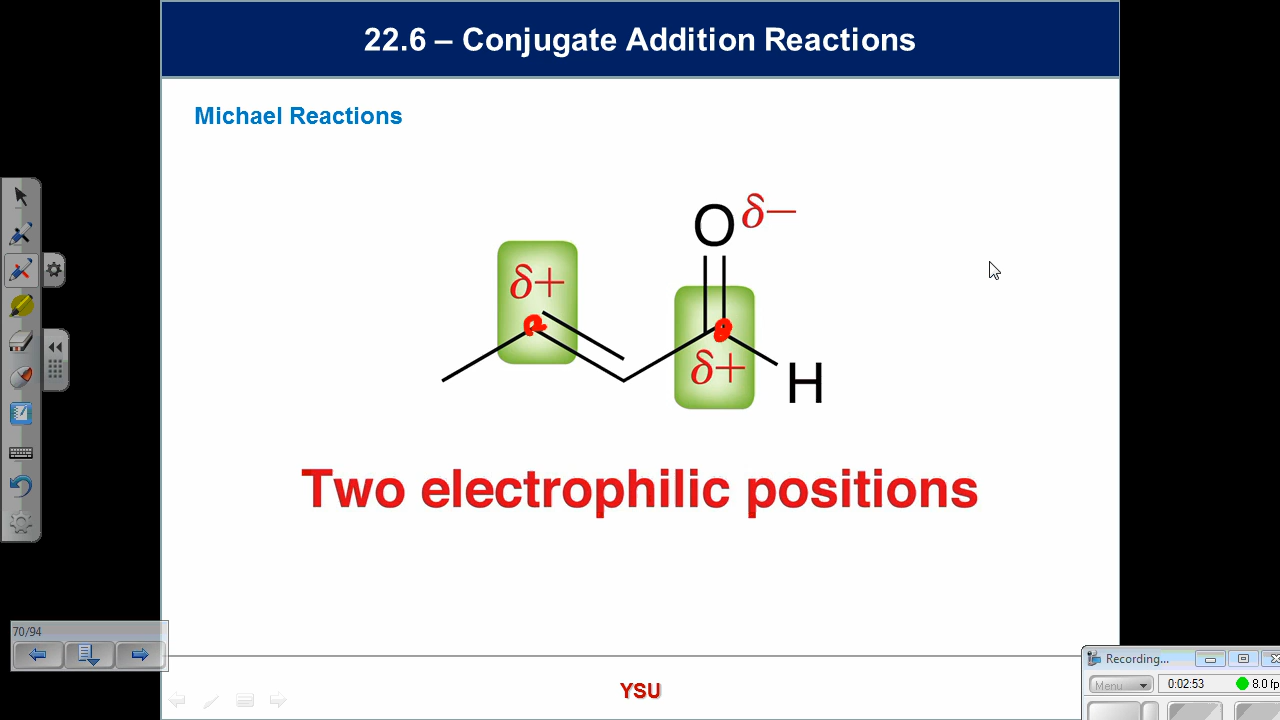 22.6 – Conjugate Addition Reactions
Michael Reactions
O δ−
δ+
δ+
H
Two electrophilic positions
70/94
YSU
Recording...
Menu
0:02:53
8.0 fp